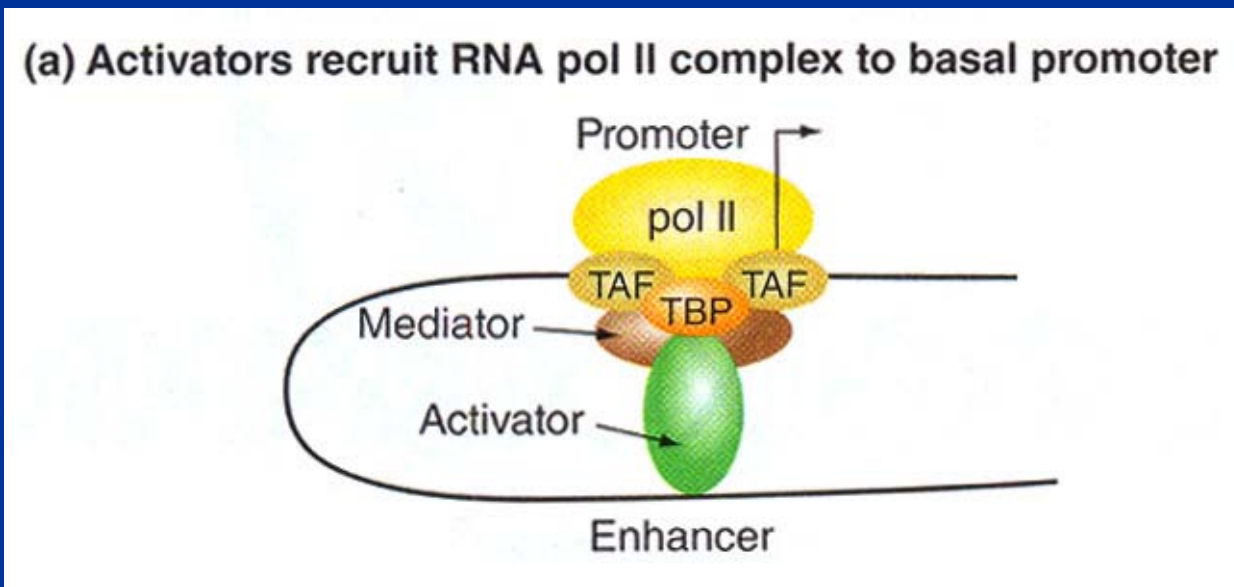 (a) Activators recruit RNA pol II complex to basal promoter
Promoter
pol II
TAF
TAF
TBP
Mediator
Activator
Enhancer